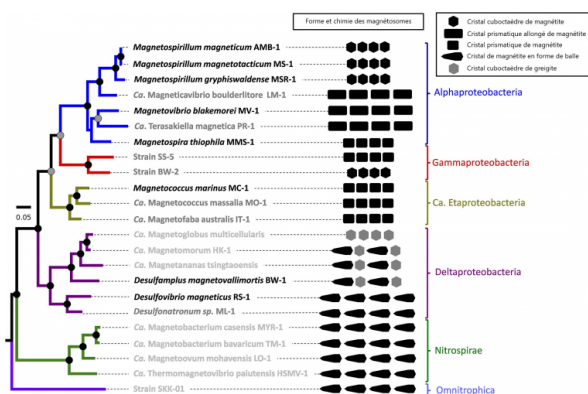 Forme et chimie des magnétosomes
Cristal cuboctaèdre de magnétite
Cristal prismatique allongé de magnétite
Cristal prismatique de magnétite
Cristal de magnétite en forme de balle
Cristal cuboctaèdre de greigite
Magnetospirillum magneticum AMB-1
Magnetospirillum magnetotacticum MS-1
Magnetospirillum gryphiswaldense MSR-1
Ca. Magneticavibrio boulderlitore LM-1
Magnetovibrio blakemorei MV-1
Ca. Terasakiella magnetica PR-1
Magnetospira thiophila MMS-1
Alphaproteobacteria
Strain SS-5
Strain BW-2
Gammaproteobacteria
Magnetococcus marinus MC-1
Ca. Magnetococcus massalia MO-1
Ca. Magnetofaba australis IT-1
Ca. Etaproteobacteria
0.05
Ca. Magnetoglobus multicellularis
Ca. Magnetomorum HK-1
Ca. Magnetananas tsingtaoensis
Desulfamplus magnetovallimortis BW-1
Desulfovibrio magneticus RS-1
Desulfonatronum sp. ML-1
Deltaproteobacteria
Ca. Magnetobacterium casensis MYR-1
Ca. Magnetobacterium bavaricum TM-1
Ca. Magnetoovum mohavensis LO-1
Ca. Thermomagnetovibrio paiutensis HSMV-1
Nitrospirae
Strain SKK-01
Omnitrophica